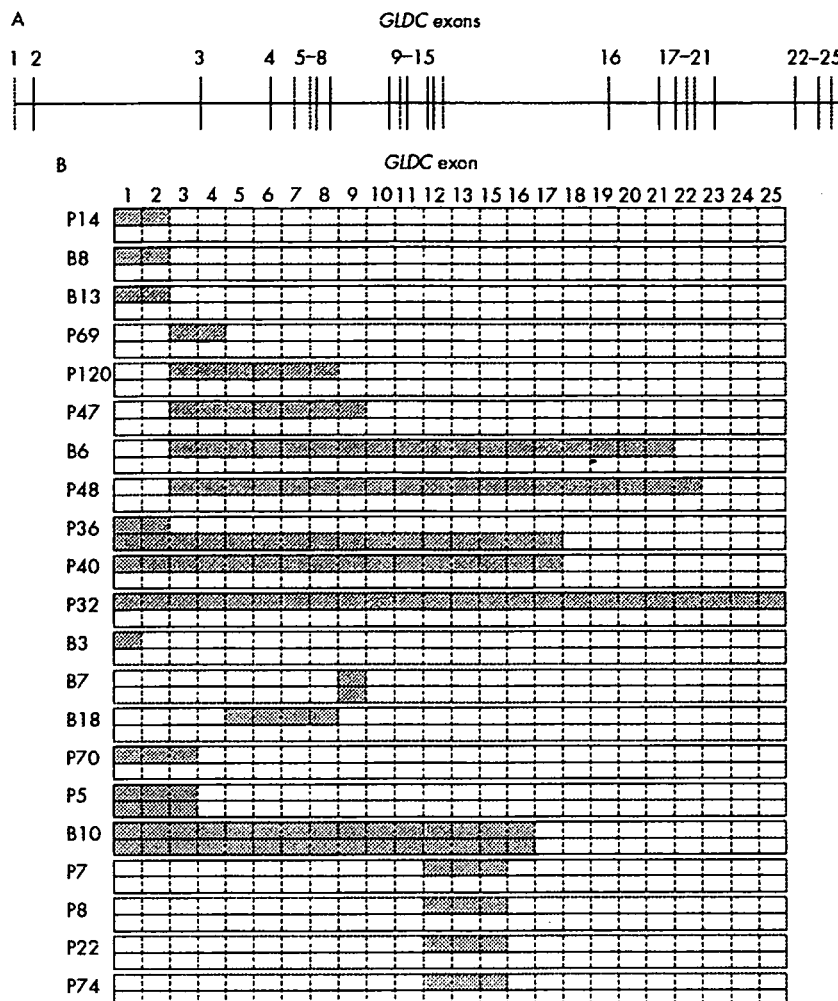 A
GLDC exons
1 2 3 4 5–8 9–15 16 17–21 22–25
B
GLDC exon
1 2 3 4 5 6 7 8 9 10 11 12 13 15 16 17 18 19 20 21 22 23 24 25
P14
B8
B13
P69
P120
P47
B6
P48
P36
P40
P32
B3
B7
B18
P70
P5
B10
P7
P8
P22
P74